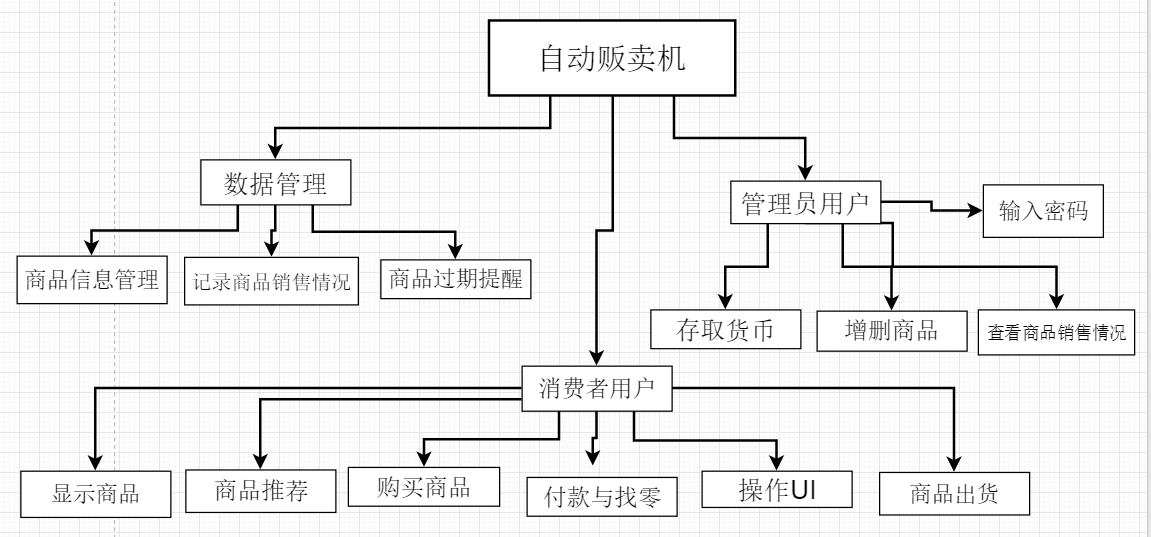 自动贩卖机
数据管理
管理员用户
输入密码
商品信息管理
记录商品销售情况
商品过期提醒
存取货币
增删商品
查看商品销售情况
消费者用户
显示商品
商品推荐
购买商品
付款与找零
操作UI
商品出货